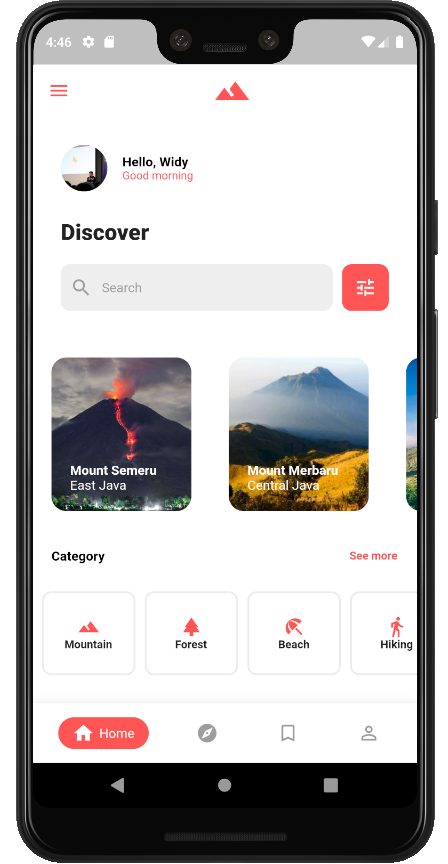 4:46
Hello, Widy
Good morning
Discover
Search
Mount Semeru
East Java
Mount Merbaru
Central Java
Category
See more
Mountain
Forest
Beach
Hiking
Home